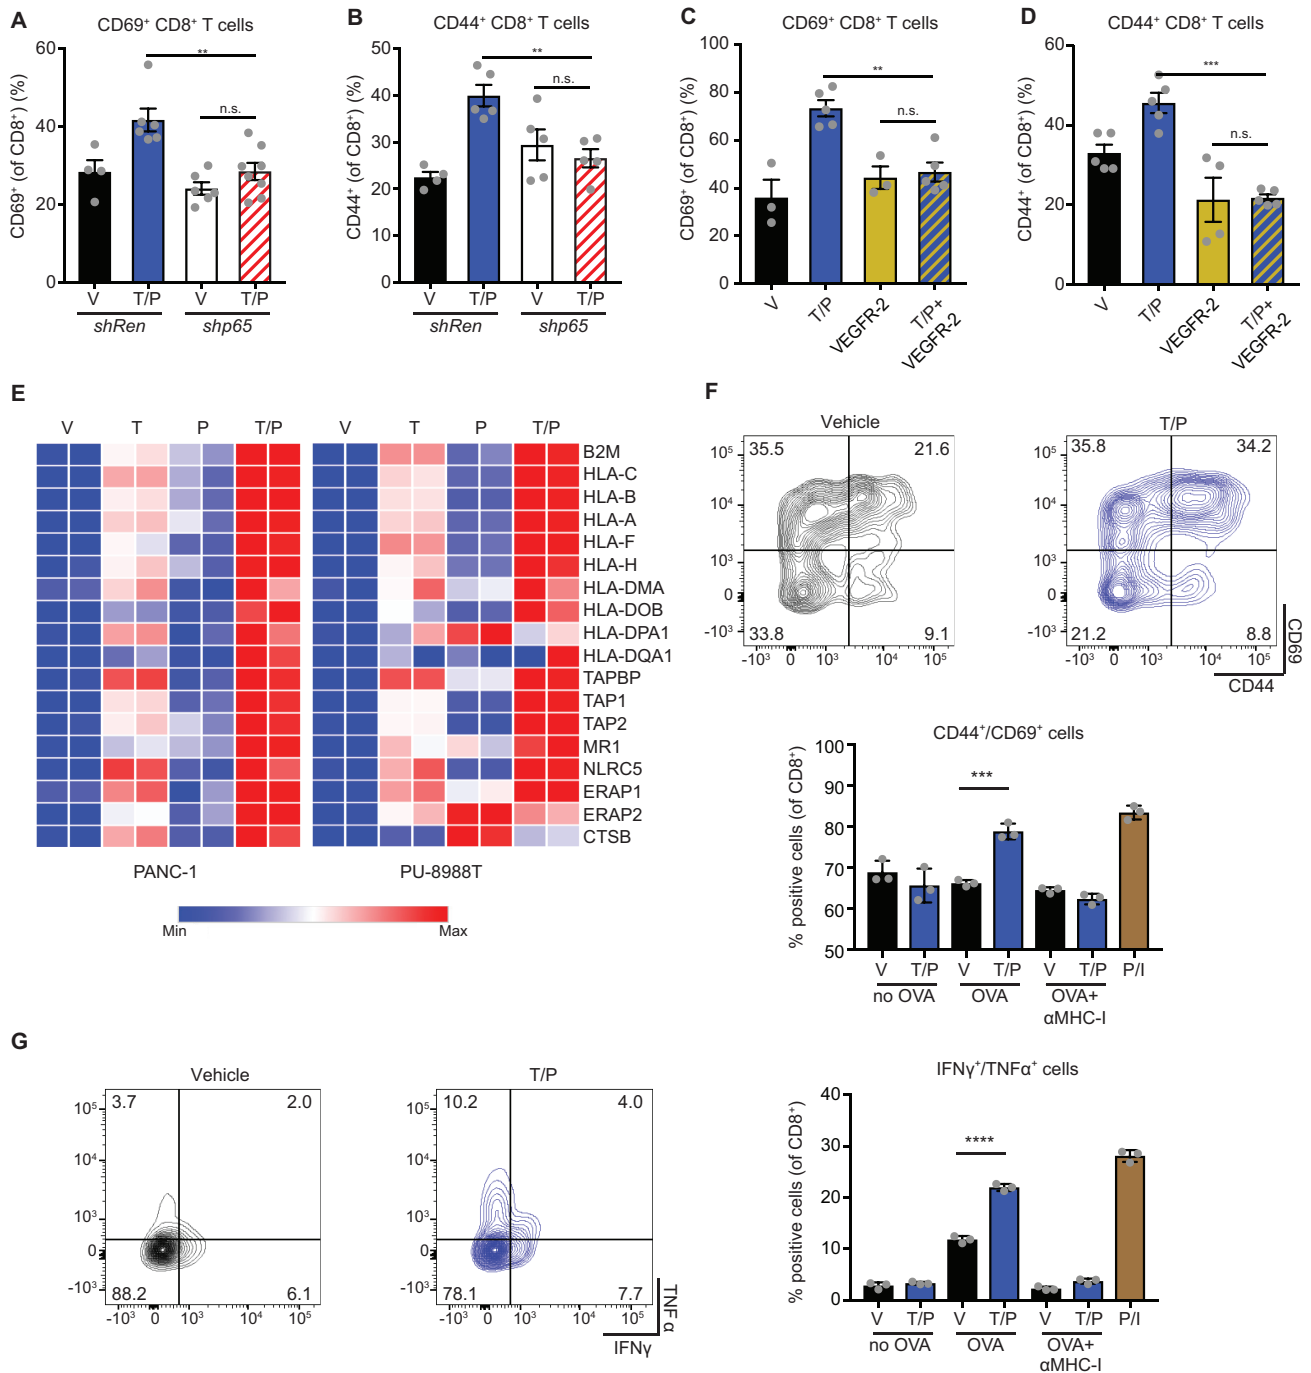 A
CD69⁺ CD8⁺ T cells
CD69⁺ (of CD8⁺) (%)
60
40
20
0
**
n.s.
V T/P V T/P
shRen shp65
B
CD44⁺ CD8⁺ T cells
CD44⁺ (of CD8⁺) (%)
50
40
30
20
10
0
**
n.s.
V T/P V T/P
shRen shp65
C
CD69⁺ CD8⁺ T cells
CD69⁺ (of CD8⁺) (%)
100
80
60
40
20
0
**
n.s.
V
T/P
VEGFR-2
T/P+
VEGFR-2
D
CD44⁺ CD8⁺ T cells
CD44⁺ (of CD8⁺) (%)
60
40
20
0
***
n.s.
V
T/P
VEGFR-2
T/P+
VEGFR-2
E
V T P T/P V T P T/P
B2M
HLA-C
HLA-B
HLA-A
HLA-F
HLA-H
HLA-DMA
HLA-DOB
HLA-DPA1
HLA-DQA1
TAPBP
TAP1
TAP2
MR1
NLRC5
ERAP1
ERAP2
CTSB
PANC-1 PU-8988T
Min Max
F
Vehicle
35.5 21.6
33.8 9.1
10⁵
10⁴
10³
0
-10³
-10³ 0 10³ 10⁴ 10⁵
T/P
35.8 34.2
21.2 8.8
10⁵
10⁴
10³
0
-10³
-10³ 0 10³ 10⁴ 10⁵
CD69
CD44
CD44⁺/CD69⁺ cells
% positive cells (of CD8⁺)
100
90
80
70
60
50
***
V T/P V T/P V T/P P/I
no OVA OVA OVA+
αMHC-I
G
Vehicle
3.7 2.0
88.2 6.1
10⁵
10⁴
10³
0
-10³
-10³ 0 10³ 10⁴ 10⁵
T/P
10.2 4.0
78.1 7.7
10⁵
10⁴
10³
0
-10³
-10³ 0 10³ 10⁴ 10⁵
TNF α
IFNγ
IFNγ⁺/TNFα⁺ cells
% positive cells (of CD8⁺)
40
30
20
10
0
****
V T/P V T/P V T/P P/I
no OVA OVA OVA+
αMHC-I